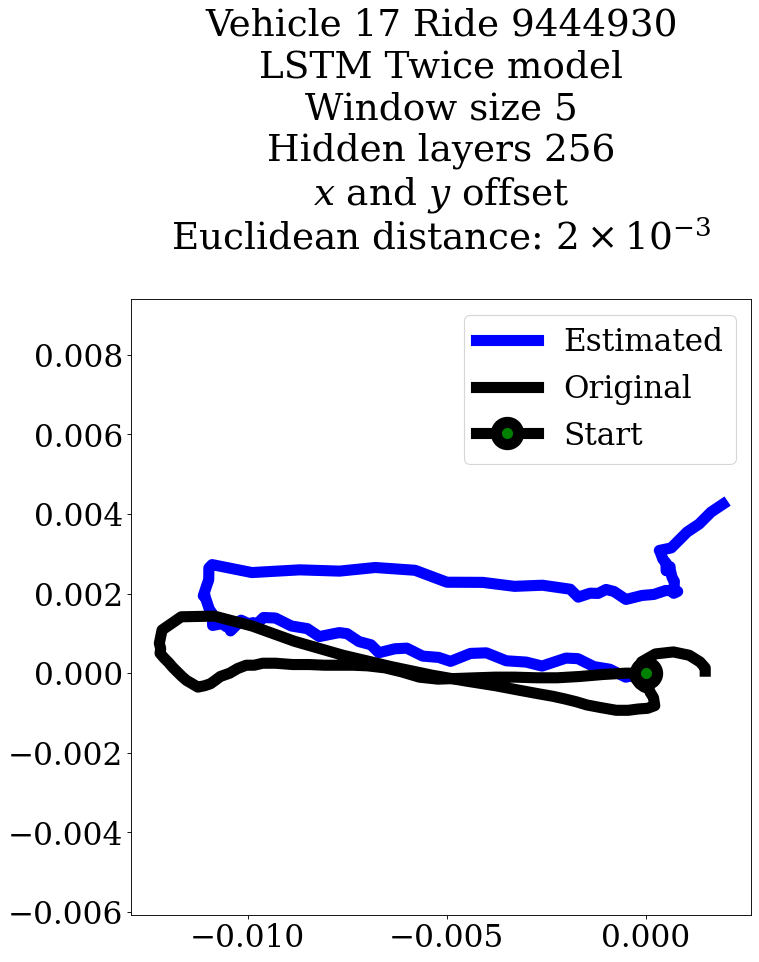 Vehicle 17 Ride 9444930
LSTM Twice model
Window size 5
Hidden layers 256
x and y offset
Euclidean distance: 2 × 10⁻³
Estimated
Original
Start
0.008
0.006
0.004
0.002
0.000
−0.002
−0.004
−0.006
−0.010 −0.005 0.000